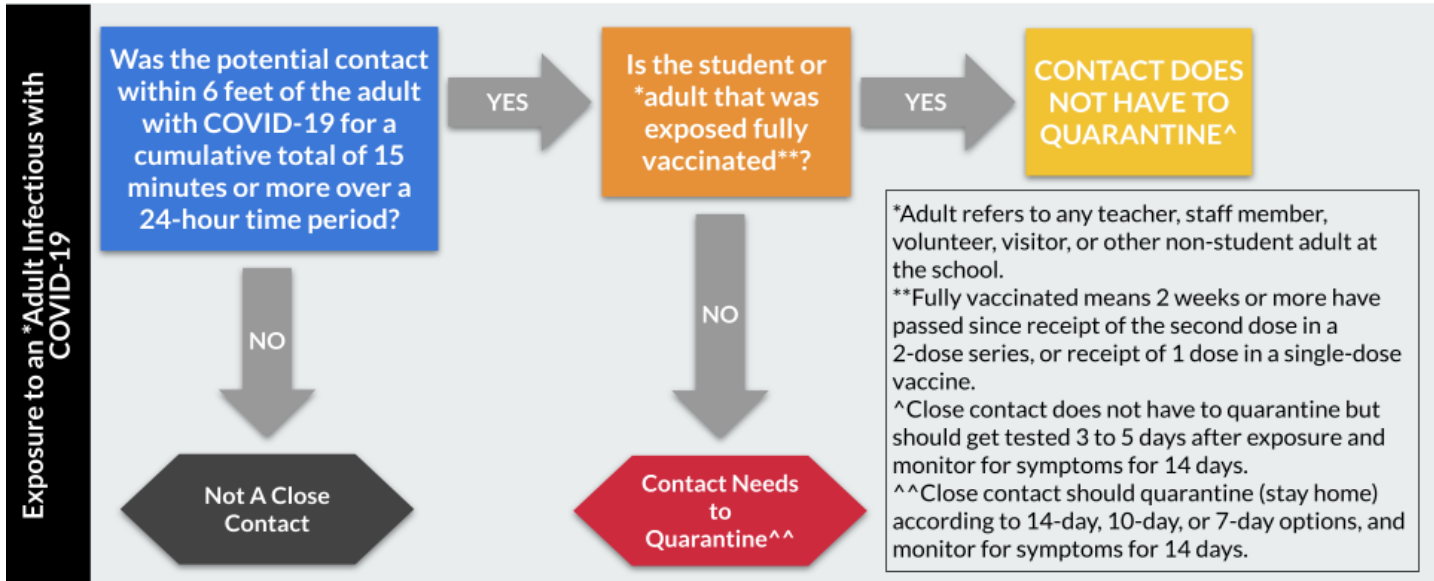 Exposure to an *Adult Infectious with
COVID-19
Was the potential contact
within 6 feet of the adult
with COVID-19 for a
cumulative total of 15
minutes or more over a
24-hour time period?
YES
Is the student or
*adult that was
exposed fully
vaccinated**?
YES
CONTACT DOES
NOT HAVE TO
QUARANTINE^
NO
NO
Not A Close
Contact
Contact Needs
to
Quarantine^^
*Adult refers to any teacher, staff member,
volunteer, visitor, or other non-student adult at
the school.
**Fully vaccinated means 2 weeks or more have
passed since receipt of the second dose in a
2-dose series, or receipt of 1 dose in a single-dose
vaccine.
^Close contact does not have to quarantine but
should get tested 3 to 5 days after exposure and
monitor for symptoms for 14 days.
^^Close contact should quarantine (stay home)
according to 14-day, 10-day, or 7-day options, and
monitor for symptoms for 14 days.